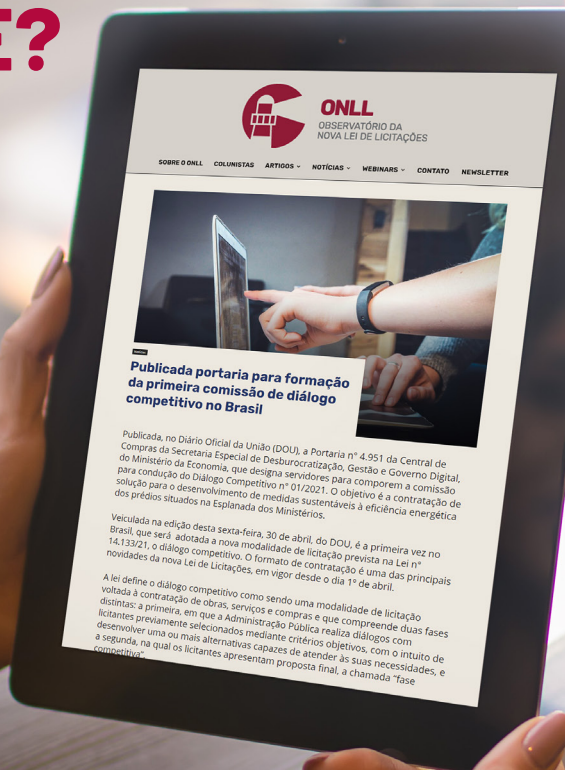 E?
ONLL
OBSERVATÓRIO DA
NOVA LEI DE LICITAÇÕES
SOBRE O ONLL COLUNISTAS ARTIGOS NOTÍCIAS WEBINARS CONTATO NEWSLETTER
Publicada portaria para formação
da primeira comissão de diálogo
competitivo no Brasil
Publicada, no Diário Oficial da União (DOU), a Portaria nº 4.951 da Central de
Compras da Secretaria Especial de Desburocratização, Gestão e Governo Digital,
do Ministério da Economia, que designa servidores para comporem a comissão
para condução do Diálogo Competitivo nº 01/2021. O objetivo é a contratação de
solução para o desenvolvimento de medidas sustentáveis à eficiência energética
dos prédios situados na Esplanada dos Ministérios.
Veiculada na edição desta sexta-feira, 30 de abril, do DOU, é a primeira vez no
Brasil, que será adotada a nova modalidade de licitação prevista na Lei nº
14.133/21, o diálogo competitivo. O formato de contratação é uma das principais
novidades da nova Lei de Licitações, em vigor desde o dia 1º de abril.
A lei define o diálogo competitivo como sendo uma modalidade de licitação
voltada à contratação de obras, serviços e compras e que compreende duas fases
distintas: a primeira, em que a Administração Pública realiza diálogos com
licitantes previamente selecionados mediante critérios objetivos, com o intuito de
desenvolver uma ou mais alternativas capazes de atender às suas necessidades, e
a segunda, na qual os licitantes apresentam proposta final, a chamada "fase
competitiva".